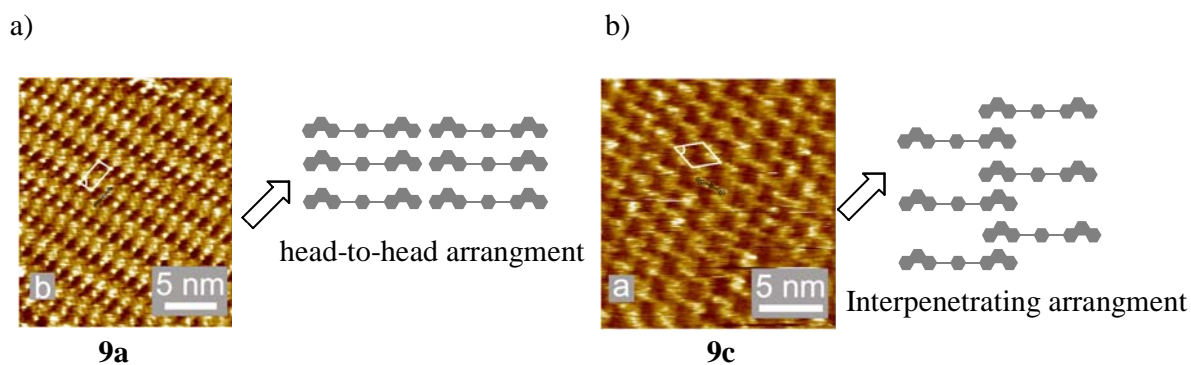 a)
b)
b
5 nm
head-to-head arrangment
9a
a
5 nm
Interpenetrating arrangment
9c